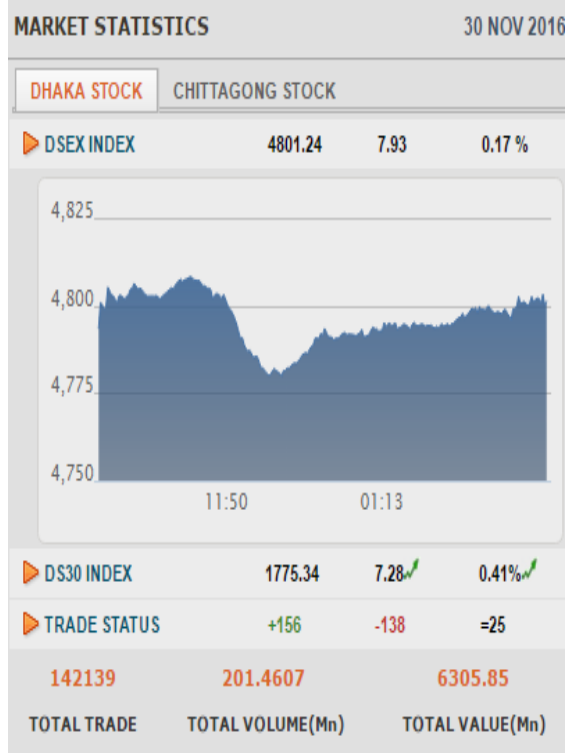 MARKET STATISTICS 30 NOV 2016
DHAKA STOCK CHITTAGONG STOCK
DSEX INDEX 4801.24 7.93 0.17 %
4,825
4,800
4,775
4,750
11:50 01:13
DS30 INDEX 1775.34 7.28 0.41%
TRADE STATUS +156 -138 =25
142139 201.4607 6305.85
TOTAL TRADE TOTAL VOLUME(Mn) TOTAL VALUE(Mn)